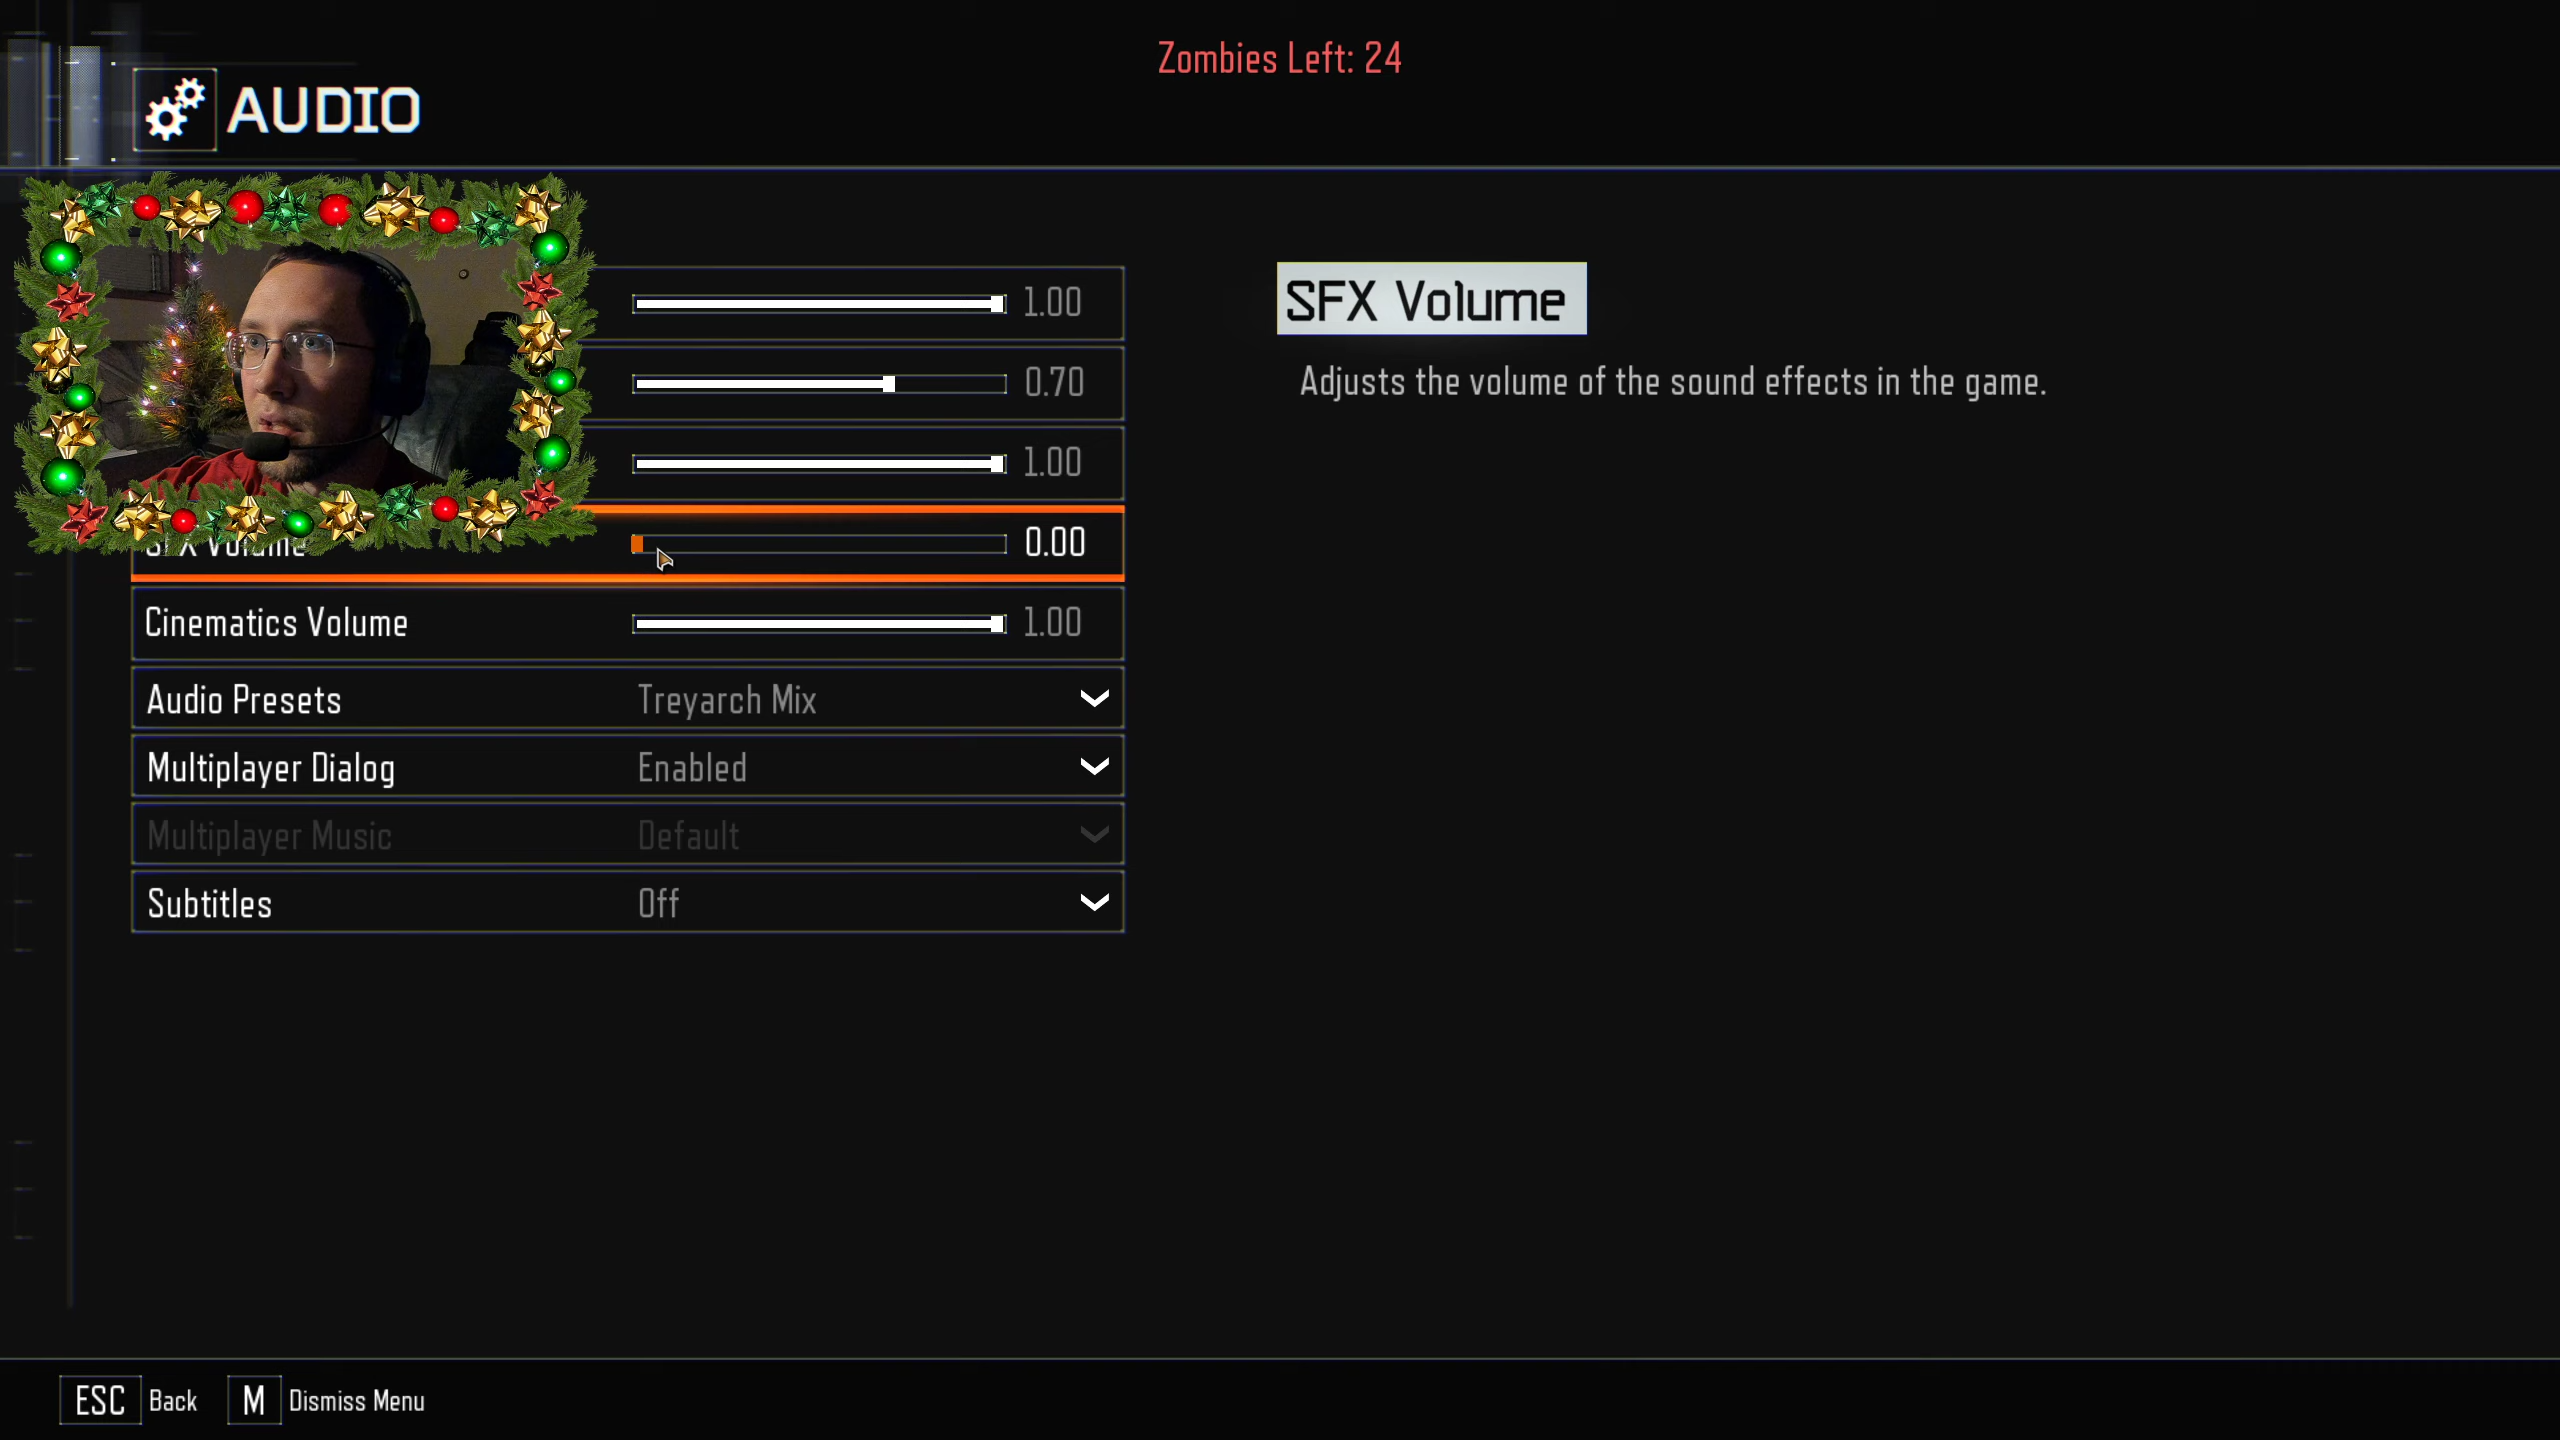 Zombies Left: 24
AUDIO
1.00
0.70
1.00
SFX Volume 0.00
Cinematics Volume 1.00
Audio Presets Treyarch Mix
Multiplayer Dialog Enabled
Multiplayer Music Default
Subtitles Off
SFX Volume
Adjusts the volume of the sound effects in the game.
ESC Back M Dismiss Menu